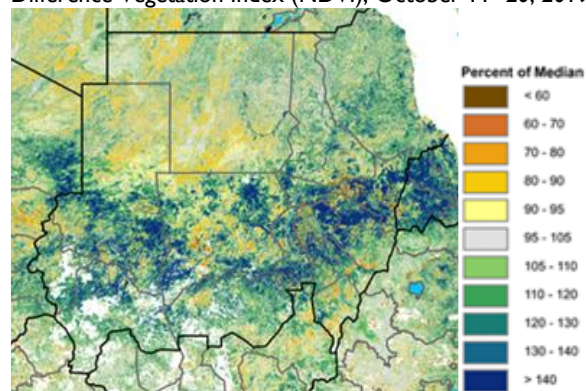 Difference Vegetation Index (NDVI), October 11–20, 2019
Percent of Median
< 60
60 - 70
70 - 80
80 - 90
90 - 95
95 - 105
105 - 110
110 - 120
120 - 130
130 - 140
> 140